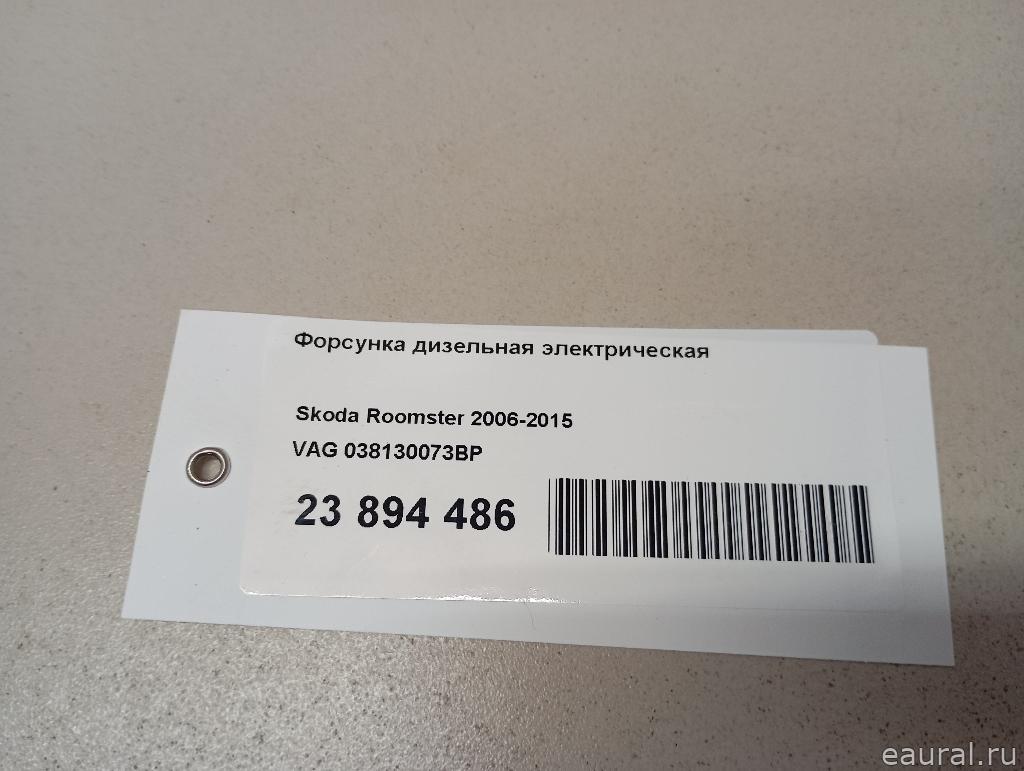 Форсунка дизельная электрическая
Skoda Roomster 2006-2015
VAG 038130073BP
23 894 486
eaural.ru